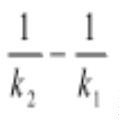 1/k₂ - 1/k₁